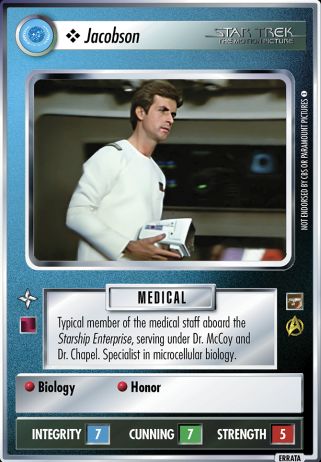 ❖ Jacobson
STAR TREK
THE MOTION PICTURE
NOT ENDORSED BY CBS OR PARAMOUNT PICTURES
MEDICAL
Typical member of the medical staff aboard the
Starship Enterprise, serving under Dr. McCoy and
Dr. Chapel. Specialist in microcellular biology.
Biology
Honor
INTEGRITY 7 CUNNING 7 STRENGTH 5
ERRATA